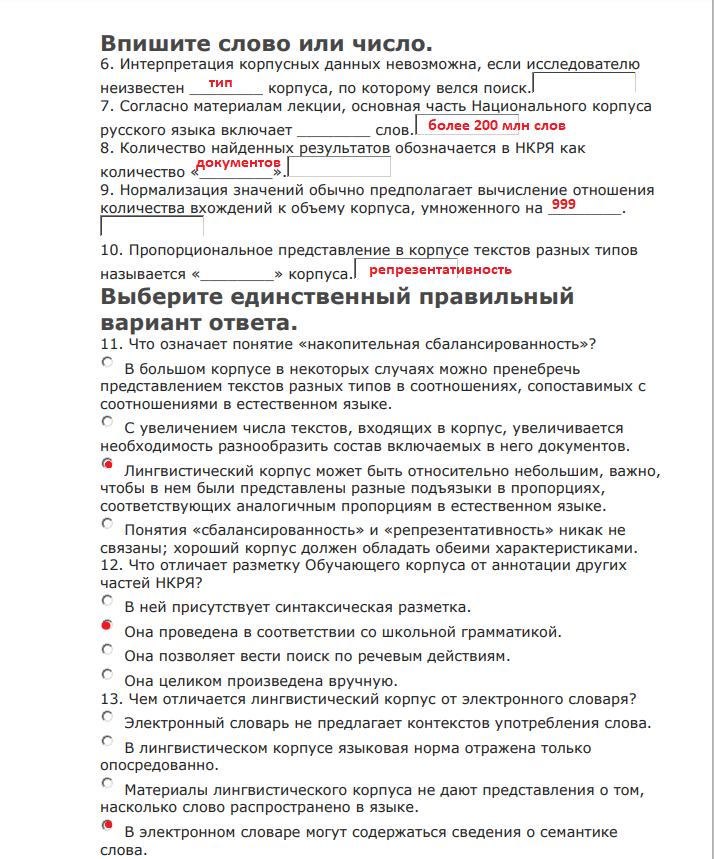 Впишите слово или число.
6. Интерпретация корпусных данных невозможна, если исследователю
неизвестен _________ корпуса, по которому велся поиск.
тип
7. Согласно материалам лекции, основная часть Национального корпуса
русского языка включает _________ слов. более 200 млн слов
8. Количество найденных результатов обозначается в НКРЯ как
количество «_________».
документов
9. Нормализация значений обычно предполагает вычисление отношения
количества вхождений к объему корпуса, умноженного на _________.
999
10. Пропорциональное представление в корпусе текстов разных типов
называется «_________» корпуса. репрезентативность
Выберите единственный правильный
вариант ответа.
11. Что означает понятие «накопительная сбалансированность»?
В большом корпусе в некоторых случаях можно пренебречь
представлением текстов разных типов в соотношениях, сопоставимых с
соотношениями в естественном языке.
С увеличением числа текстов, входящих в корпус, увеличивается
необходимость разнообразить состав включаемых в него документов.
Лингвистический корпус может быть относительно небольшим, важно,
чтобы в нем были представлены разные подъязыки в пропорциях,
соответствующих аналогичным пропорциям в естественном языке.
Понятия «сбалансированность» и «репрезентативность» никак не
связаны; хороший корпус должен обладать обеими характеристиками.
12. Что отличает разметку Обучающего корпуса от аннотации других
частей НКРЯ?
В ней присутствует синтаксическая разметка.
Она проведена в соответствии со школьной грамматикой.
Она позволяет вести поиск по речевым действиям.
Она целиком произведена вручную.
13. Чем отличается лингвистический корпус от электронного словаря?
Электронный словарь не предлагает контекстов употребления слова.
В лингвистическом корпусе языковая норма отражена только
опосредованно.
Материалы лингвистического корпуса не дают представления о том,
насколько слово распространено в языке.
В электронном словаре могут содержаться сведения о семантике
слова.